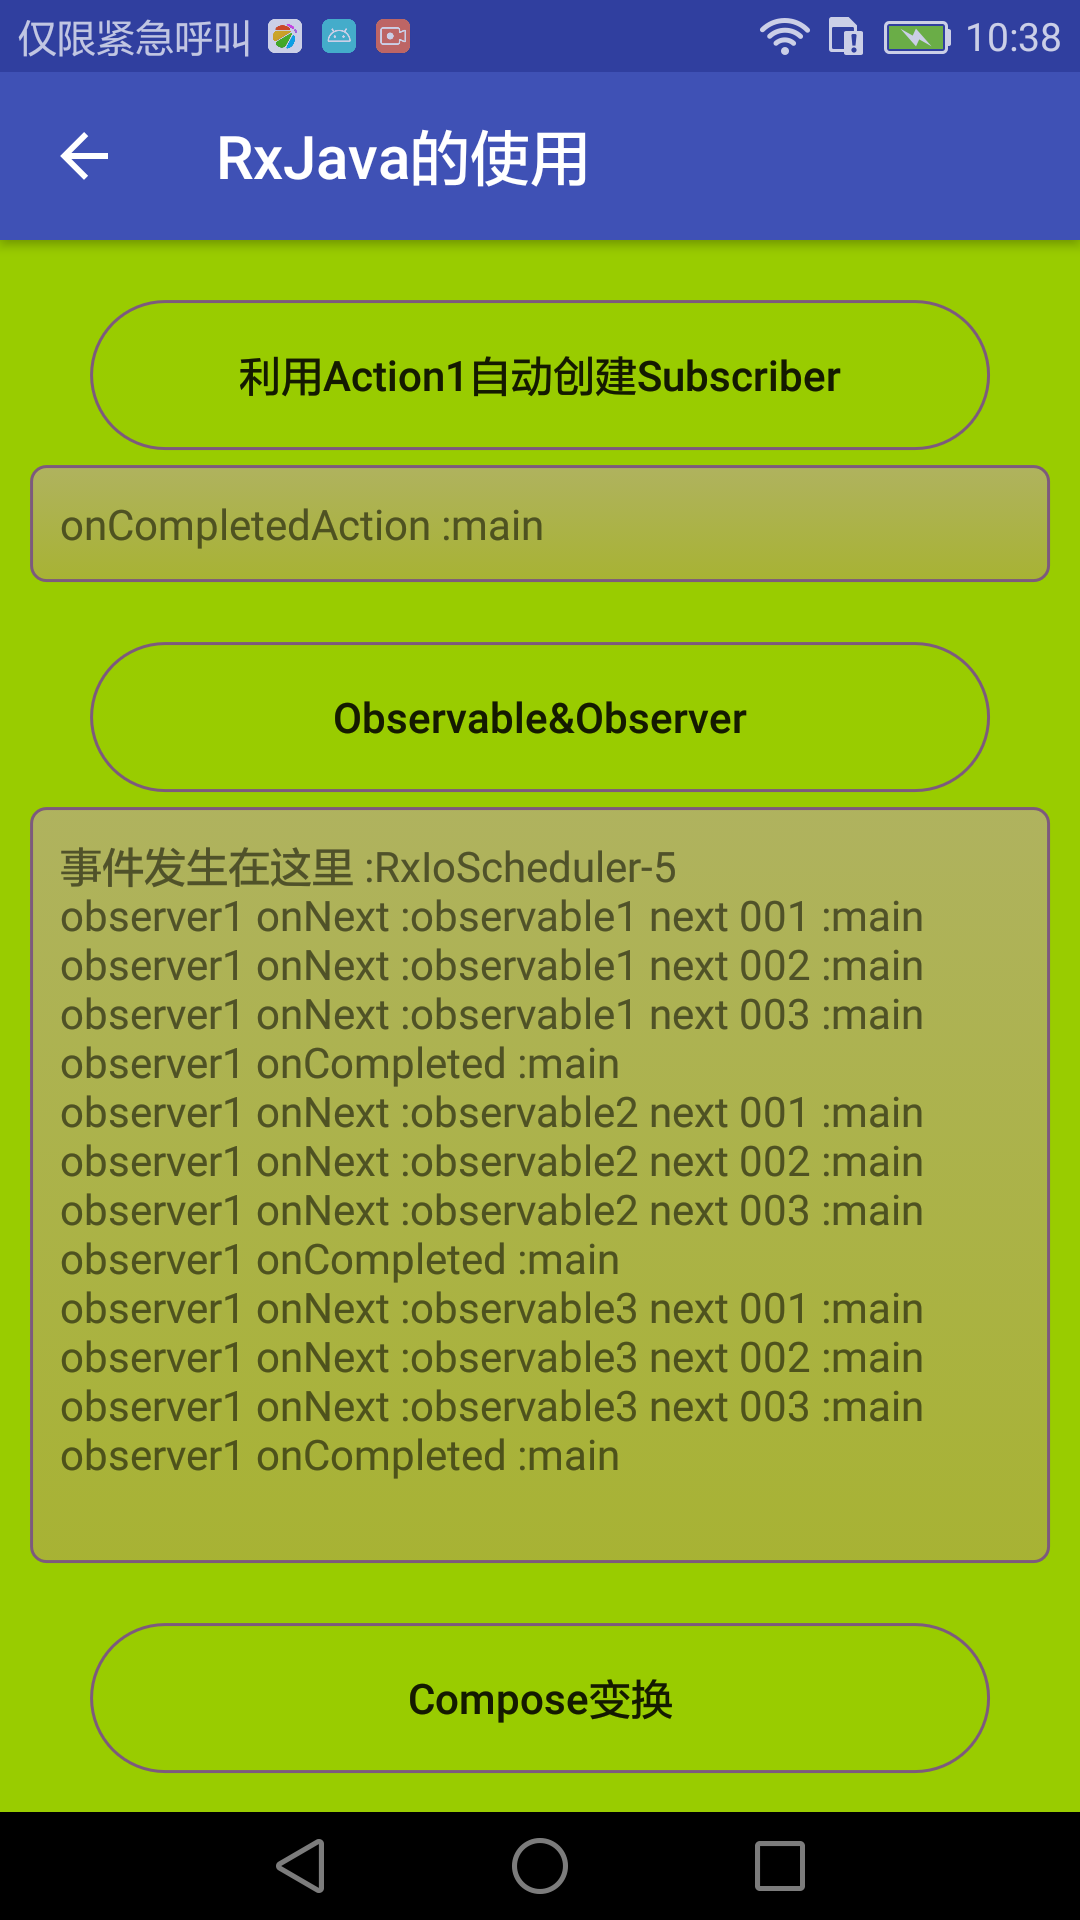 仅限紧急呼叫 10:38
RxJava的使用
利用Action1自动创建Subscriber
onCompletedAction :main
Observable&Observer
事件发生在这里 :RxIoScheduler-5
observer1 onNext :observable1 next 001 :main
observer1 onNext :observable1 next 002 :main
observer1 onNext :observable1 next 003 :main
observer1 onCompleted :main
observer1 onNext :observable2 next 001 :main
observer1 onNext :observable2 next 002 :main
observer1 onNext :observable2 next 003 :main
observer1 onCompleted :main
observer1 onNext :observable3 next 001 :main
observer1 onNext :observable3 next 002 :main
observer1 onNext :observable3 next 003 :main
observer1 onCompleted :main
Compose变换